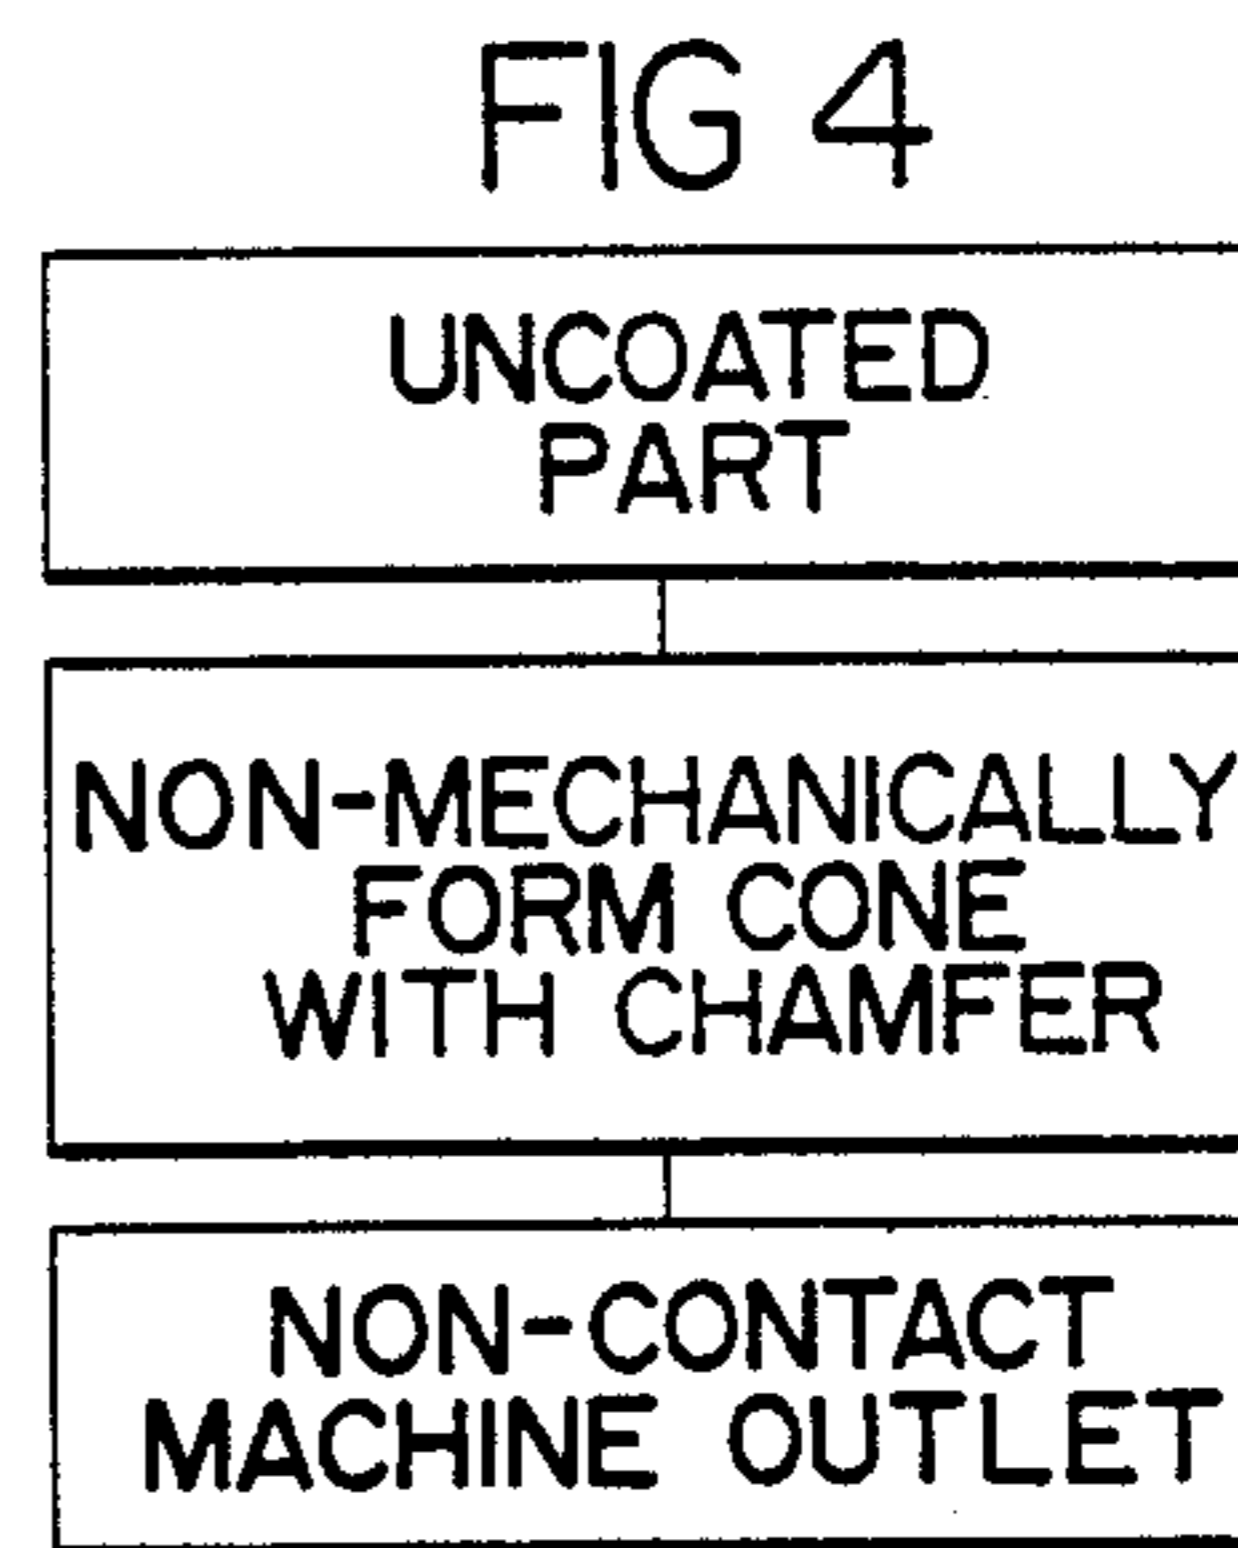 FIG 4
UNCOATED
PART
NON-MECHANICALLY
FORM CONE
WITH CHAMFER
NON-CONTACT
MACHINE OUTLET